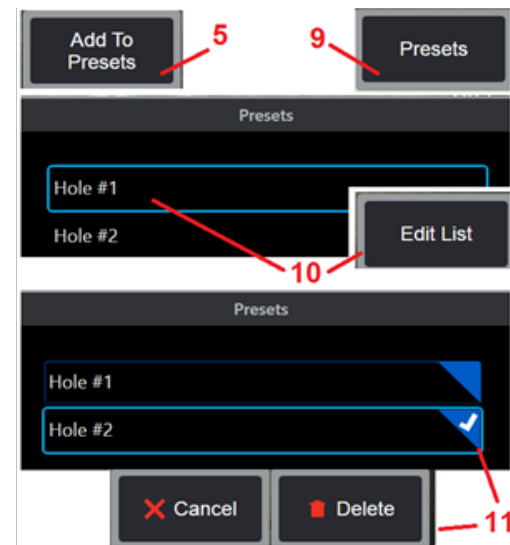 Add To
Presets
5
9
Presets
Presets
Hole #1
Hole #2
Edit List
10
Presets
Hole #1
Hole #2
Cancel
Delete
11